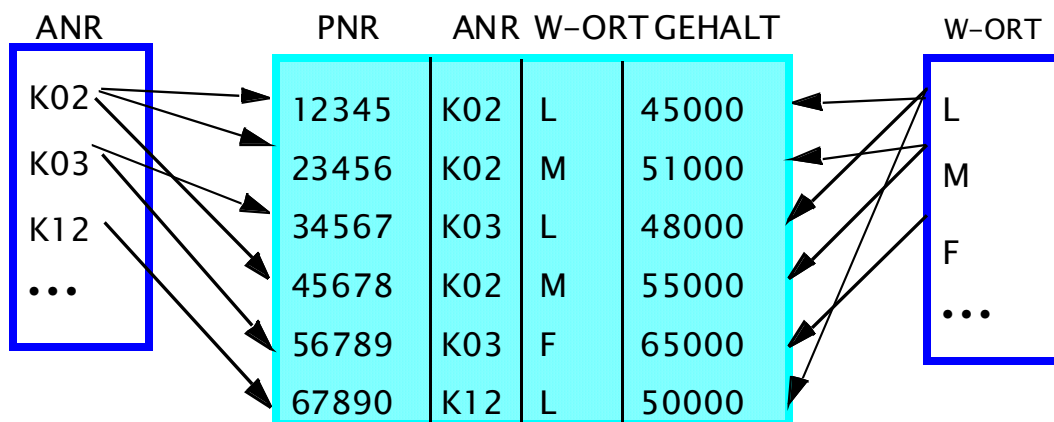 ANR
K02
K03
K12
•••
PNR ANR W-ORT GEHALT
12345 K02 L 45000
23456 K02 M 51000
34567 K03 L 48000
45678 K02 M 55000
56789 K03 F 65000
67890 K12 L 50000
W-ORT
L
M
F
•••